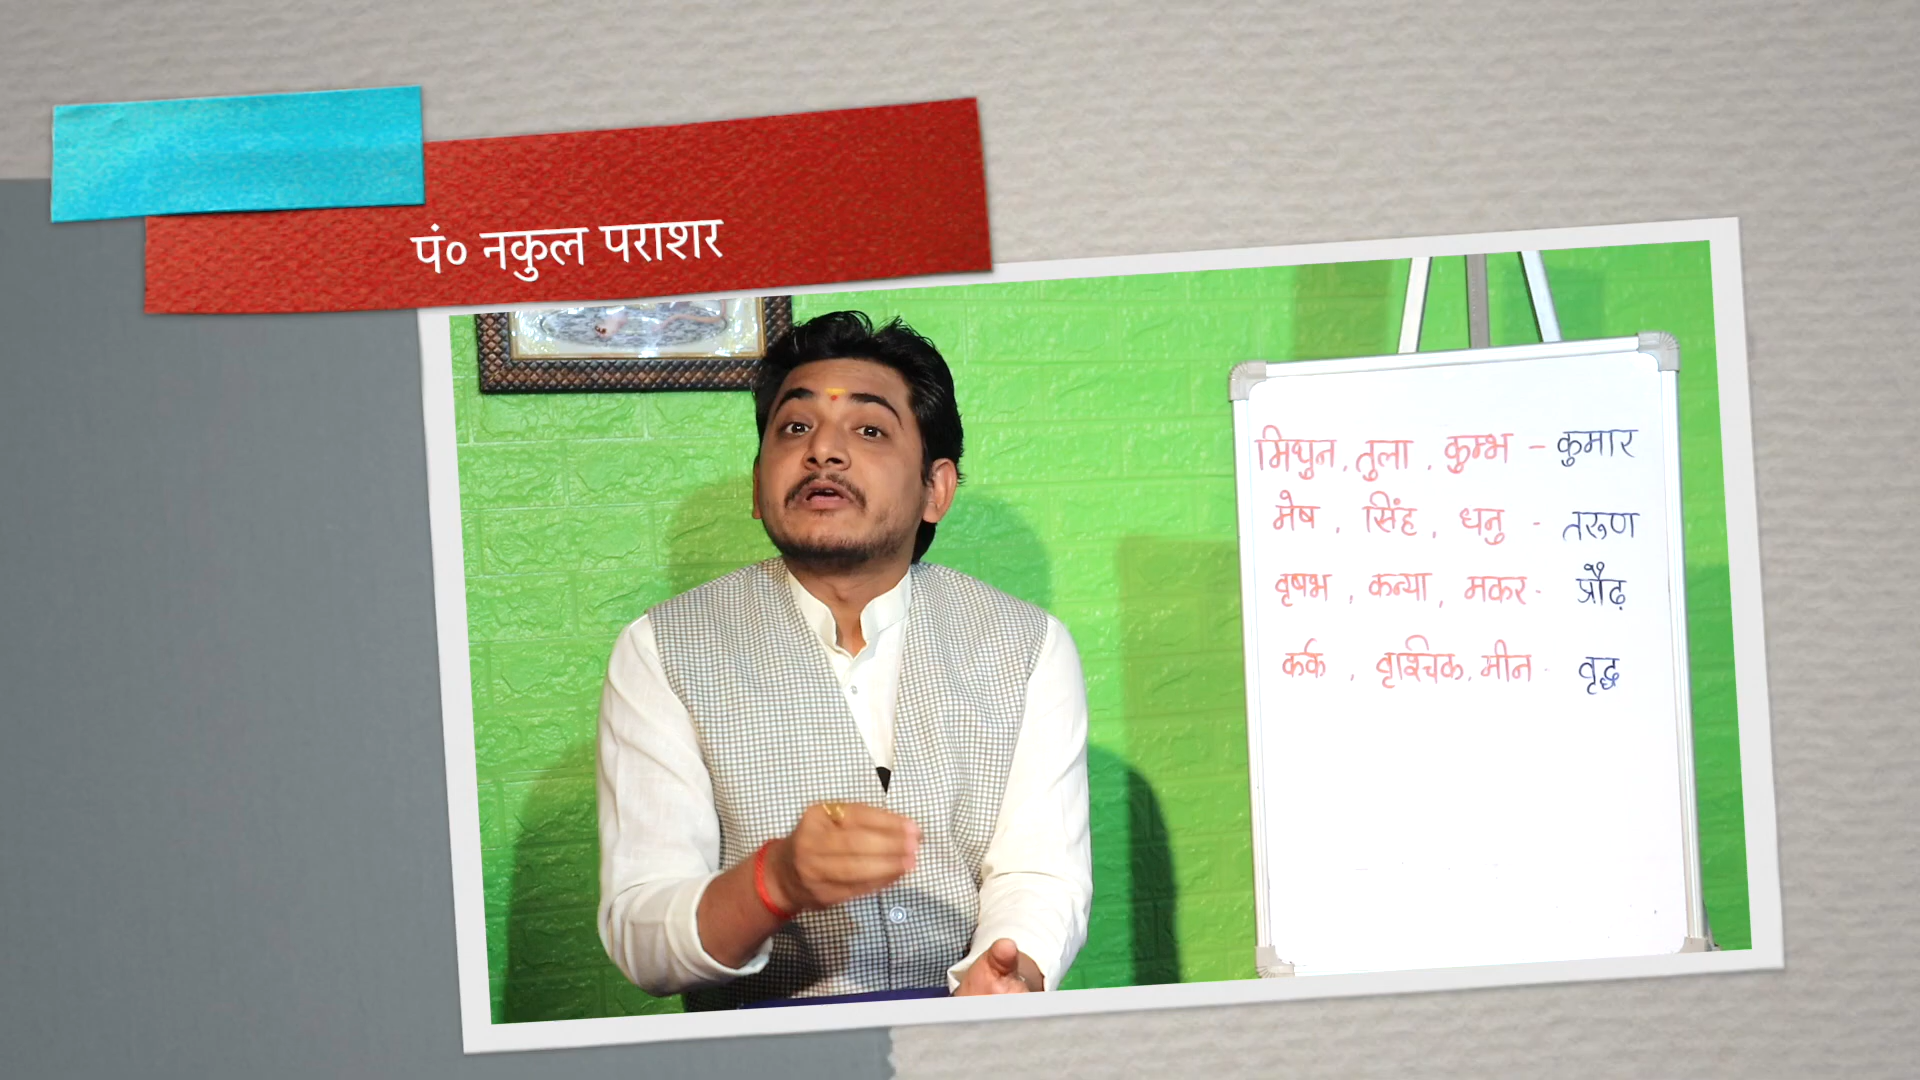 पं० नकुल पराशर
मिथुन, तुला , कुम्भ - कुमार
मेष , सिंह , धनु - तरुण
वृषभ , कन्या, मकर - प्रौढ़
कर्क , वृश्चिक, मीन - वृद्ध